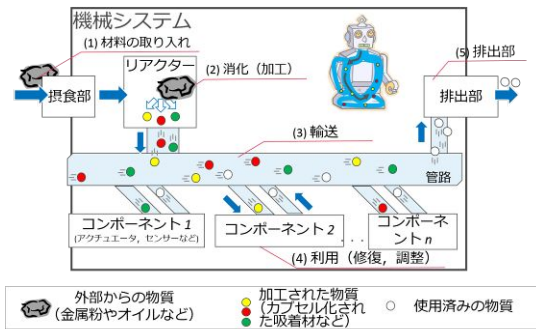 機械システム
(1) 材料の取り入れ
リアクター
(2) 消化（加工）
(5) 排出部
摂食部
排出部
(3) 輸送
管路
コンポーネント1
(アクチュエータ, センサーなど)
コンポーネント2
...
コンポーネ
ントn
(4) 利用（修復, 調整）
外部からの物質
（金属粉やオイルなど）
加工された物質
（カプセル化され
た吸着材など）
使用済みの物質